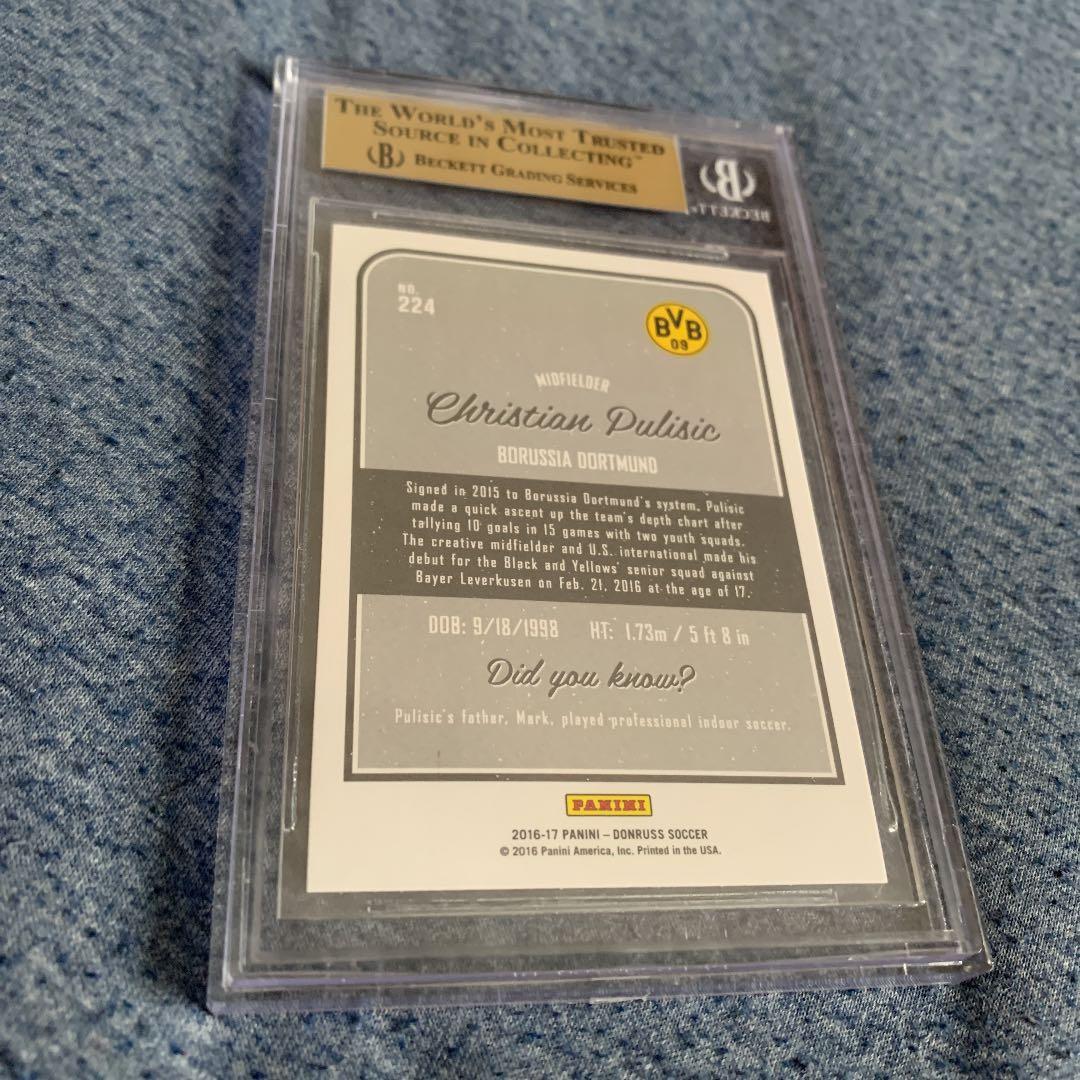 THE WORLD'S MOST TRUSTED
SOURCE IN COLLECTING™
B BECKETT GRADING SERVICES
B
BECKETT
NO.
224
BVB
09
MIDFIELDER
Christian Pulisic
BORUSSIA DORTMUND
Signed in 2015 to Borussia Dortmund's system, Pulisic
made a quick ascent up the team's depth chart after
tallying 10 goals in 15 games with two youth squads.
The creative midfielder and U.S. international made his
debut for the Black and Yellows' senior squad against
Bayer Leverkusen on Feb. 21, 2016 at the age of 17.
DOB: 9/18/1998 HT: 1.73m / 5 ft 8 in
Did you know?
Pulisic's father, Mark, played professional indoor soccer.
PANINI
2016-17 PANINI – DONRUSS SOCCER
© 2016 Panini America, Inc. Printed in the USA.